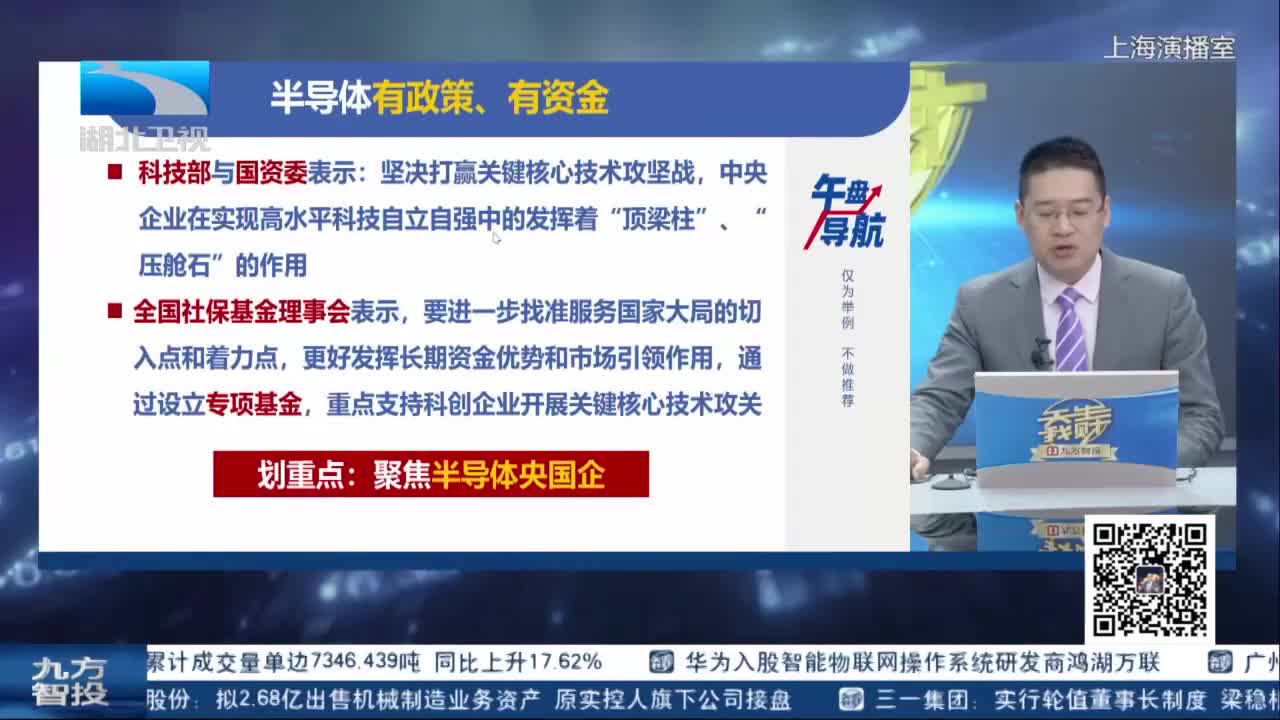 上海演播室
湖北卫视
半导体有政策、有资金
科技部与国资委表示：坚决打赢关键核心技术攻坚战，中央
企业在实现高水平科技自立自强中的发挥着“顶梁柱”、“
压舱石”的作用
全国社保基金理事会表示，要进一步找准服务国家大局的切
入点和着力点，更好发挥长期资金优势和市场引领作用，通
过设立专项基金，重点支持科创企业开展关键核心技术攻关
划重点：聚焦半导体央国企
午盘
导航
仅为举例 不做推荐
九方智投
九方
智投
累计成交量单边7346.439吨 同比上升17.62% 华为入股智能物联网操作系统研发商鸿湖万联 广
股份：拟2.68亿出售机械制造业务资产 原实控人旗下公司接盘 三一集团：实行轮值董事长制度 梁稳